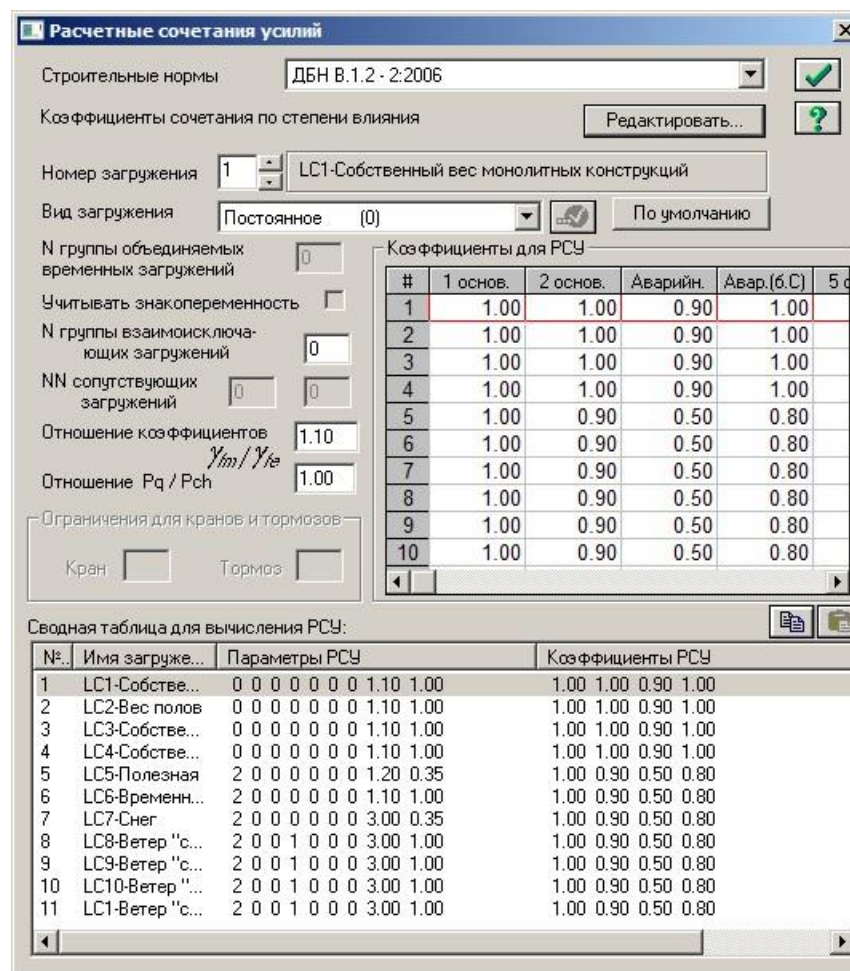 Расчетные сочетания усилий
Строительные нормы ДБН В.1.2 - 2:2006
Коэффициенты сочетания по степени влияния Редактировать...
Номер загружения 1 LC1-Собственный вес монолитных конструкций
Вид загружения Постоянное (0) По умолчанию
N группы объединяемых
временных загружений 0
Учитывать знакопеременность
N группы взаимоисключа-
ющих загружений 0
NN сопутствующих
загружений 0 0
Отношение коэффициентов 1.10
γfm / γfe
Отношение Pq / Pch 1.00
Ограничения для кранов и тормозов
Кран Тормоз
Коэффициенты для РСУ
# 1 основ. 2 основ. Аварийн. Авар.(б.С) 5 о
1 1.00 1.00 0.90 1.00
2 1.00 1.00 0.90 1.00
3 1.00 1.00 0.90 1.00
4 1.00 1.00 0.90 1.00
5 1.00 0.90 0.50 0.80
6 1.00 0.90 0.50 0.80
7 1.00 0.90 0.50 0.80
8 1.00 0.90 0.50 0.80
9 1.00 0.90 0.50 0.80
10 1.00 0.90 0.50 0.80
Сводная таблица для вычисления РСУ:
№.. Имя загруже... Параметры РСУ Коэффициенты РСУ
1 LC1-Собстве... 0 0 0 0 0 0 0 1.10 1.00 1.00 1.00 0.90 1.00
2 LC2-Вес полов 0 0 0 0 0 0 0 1.10 1.00 1.00 1.00 0.90 1.00
3 LC3-Собстве... 0 0 0 0 0 0 0 1.10 1.00 1.00 1.00 0.90 1.00
4 LC4-Собстве... 0 0 0 0 0 0 0 1.10 1.00 1.00 1.00 0.90 1.00
5 LC5-Полезная 2 0 0 0 0 0 0 1.20 0.35 1.00 0.90 0.50 0.80
6 LC6-Временн... 2 0 0 0 0 0 0 1.10 1.00 1.00 0.90 0.50 0.80
7 LC7-Снег 2 0 0 0 0 0 0 3.00 0.35 1.00 0.90 0.50 0.80
8 LC8-Ветер "с... 2 0 0 1 0 0 0 3.00 1.00 1.00 0.90 0.50 0.80
9 LC9-Ветер "с... 2 0 0 1 0 0 0 3.00 1.00 1.00 0.90 0.50 0.80
10 LC10-Ветер "... 2 0 0 1 0 0 0 3.00 1.00 1.00 0.90 0.50 0.80
11 LC1-Ветер "с... 2 0 0 1 0 0 0 3.00 1.00 1.00 0.90 0.50 0.80